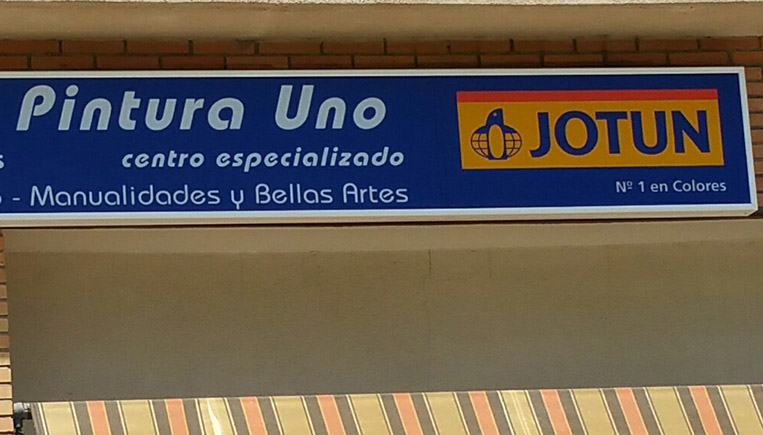 Pintura Uno
centro especializado
- Manualidades y Bellas Artes
JOTUN
Nº 1 en Colores